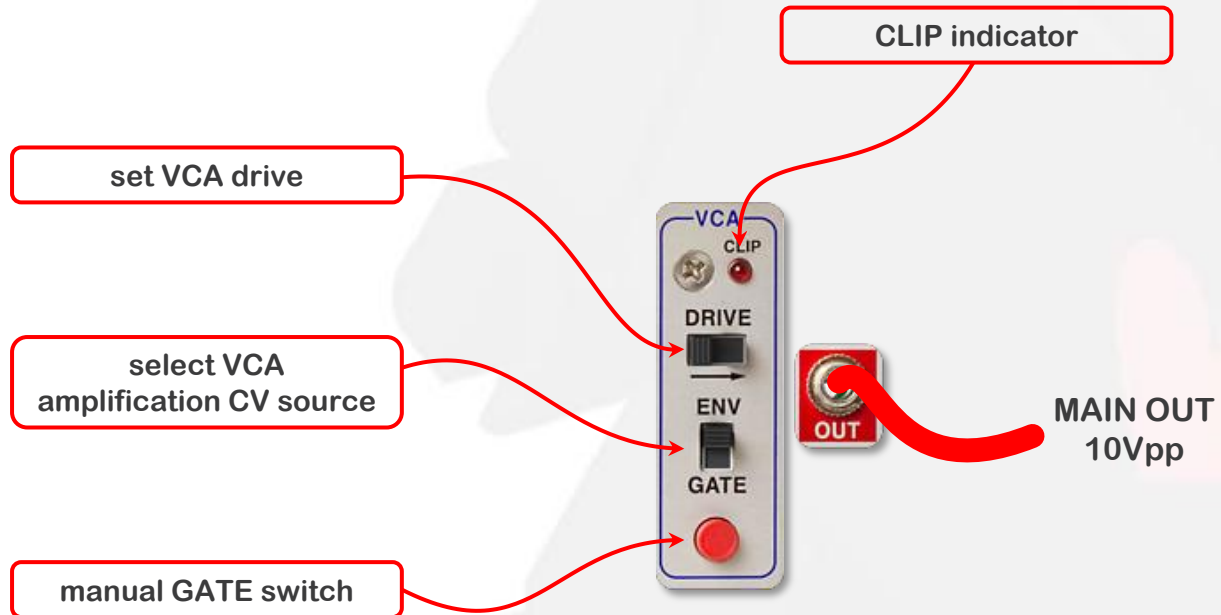 CLIP indicator
set VCA drive
VCA
CLIP
DRIVE
select VCA
amplification CV source
ENV
GATE
OUT
MAIN OUT
10Vpp
manual GATE switch